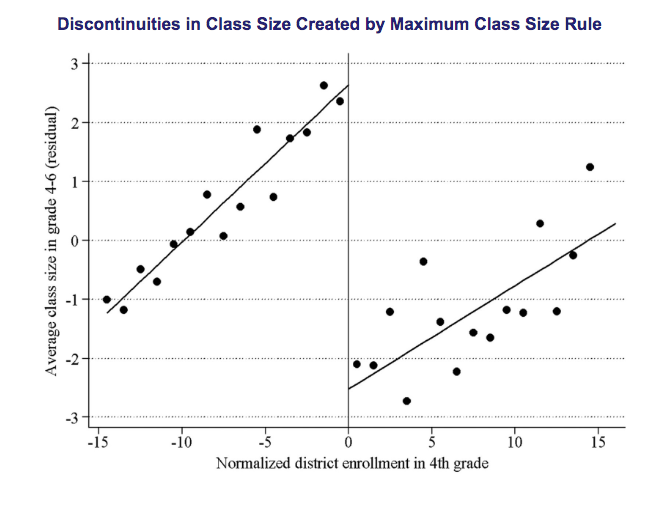 Discontinuities in Class Size Created by Maximum Class Size Rule
Average class size in grade 4-6 (residual)
3
2
1
0
-1
-2
-3
-15 -10 -5 0 5 10 15
Normalized district enrollment in 4th grade